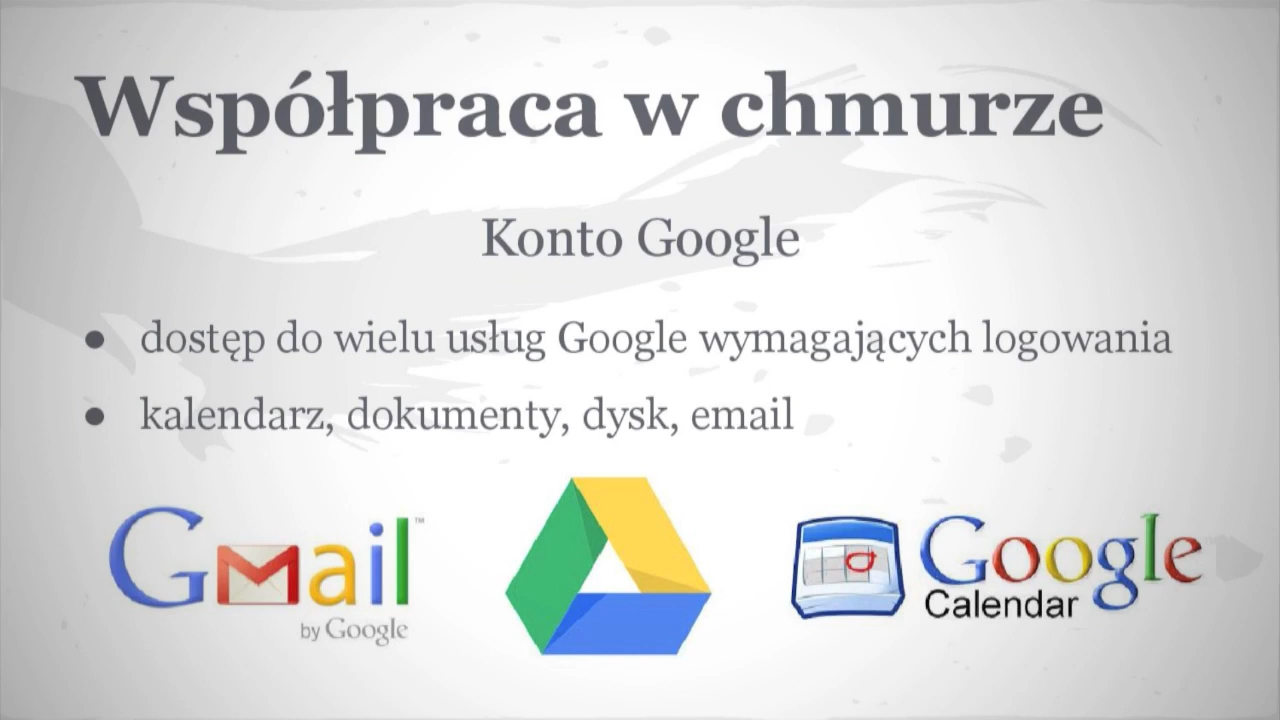 Współpraca w chmurze
Konto Google
● dostęp do wielu usług Google wymagających logowania
● kalendarz, dokumenty, dysk, email
Gmail™
by Google
Google
Calendar